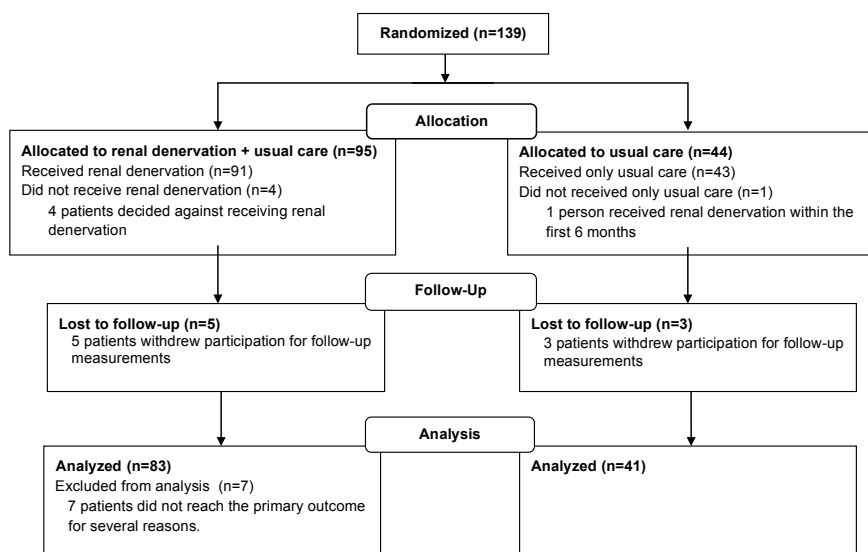 Randomized (n=139)
Allocation
Allocated to renal denervation + usual care (n=95)
Received renal denervation (n=91)
Did not receive renal denervation (n=4)
4 patients decided against receiving renal
denervation
Allocated to usual care (n=44)
Received only usual care (n=43)
Did not received only usual care (n=1)
1 person received renal denervation within the
first 6 months
Follow-Up
Lost to follow-up (n=5)
5 patients withdrew participation for follow-up
measurements
Lost to follow-up (n=3)
3 patients withdrew participation for follow-up
measurements
Analysis
Analyzed (n=83)
Excluded from analysis (n=7)
7 patients did not reach the primary outcome
for several reasons.
Analyzed (n=41)